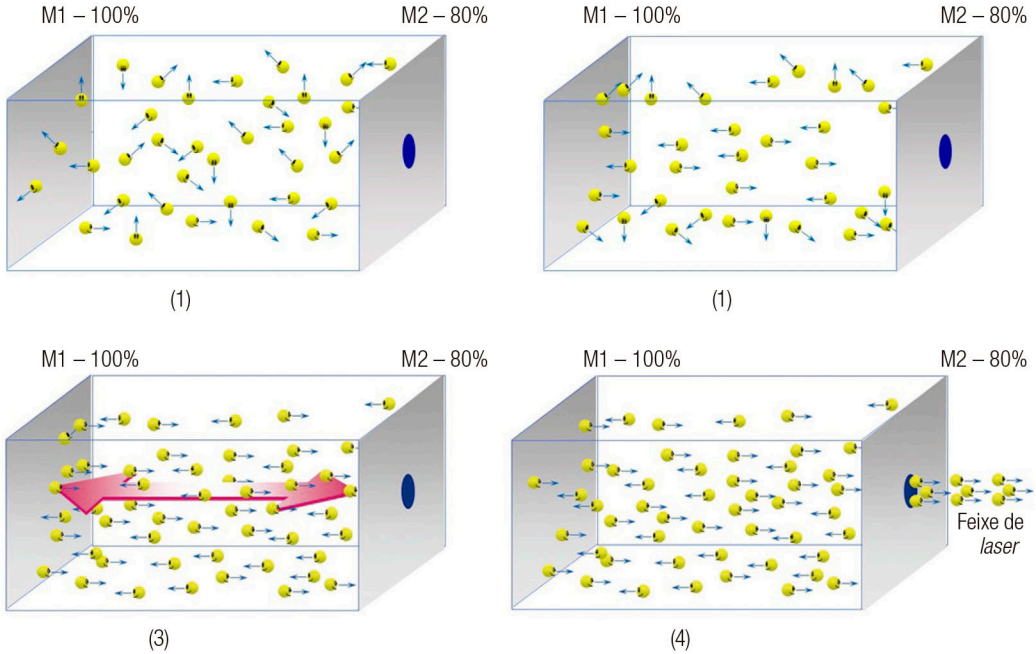 M1 – 100%
M2 – 80%
M1 – 100%
M2 – 80%
(1)
(1)
M1 – 100%
M2 – 80%
M1 – 100%
M2 – 80%
Feixe de
laser
(3)
(4)